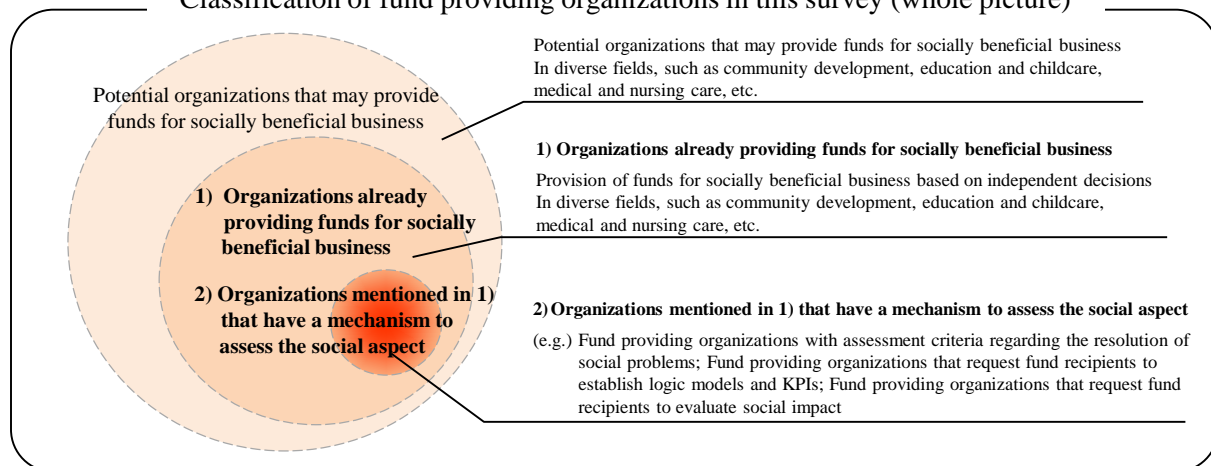 Classification of fund providing organizations in this survey (whole picture)
Potential organizations that may provide
funds for socially beneficial business
1) Organizations already
providing funds for socially
beneficial business
2) Organizations mentioned in 1)
that have a mechanism to
assess the social aspect
Potential organizations that may provide funds for socially beneficial business
In diverse fields, such as community development, education and childcare,
medical and nursing care, etc.
1) Organizations already providing funds for socially beneficial business
Provision of funds for socially beneficial business based on independent decisions
In diverse fields, such as community development, education and childcare,
medical and nursing care, etc.
2) Organizations mentioned in 1) that have a mechanism to assess the social aspect
(e.g.) Fund providing organizations with assessment criteria regarding the resolution of
social problems; Fund providing organizations that request fund recipients to
establish logic models and KPIs; Fund providing organizations that request fund
recipients to evaluate social impact